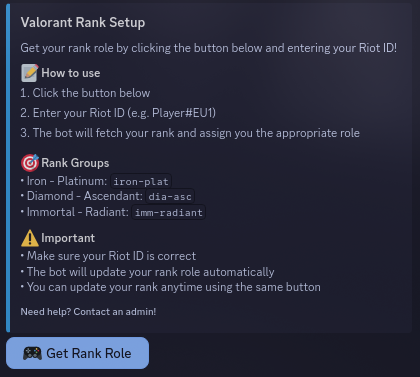 Valorant Rank Setup
Get your rank role by clicking the button below and entering your Riot ID!
How to use
1. Click the button below
2. Enter your Riot ID (e.g. Player#EU1)
3. The bot will fetch your rank and assign you the appropriate role
Rank Groups
• Iron - Platinum: iron-plat
• Diamond - Ascendant: dia-asc
• Immortal - Radiant: imm-radiant
Important
• Make sure your Riot ID is correct
• The bot will update your rank role automatically
• You can update your rank anytime using the same button
Need help? Contact an admin!
Get Rank Role